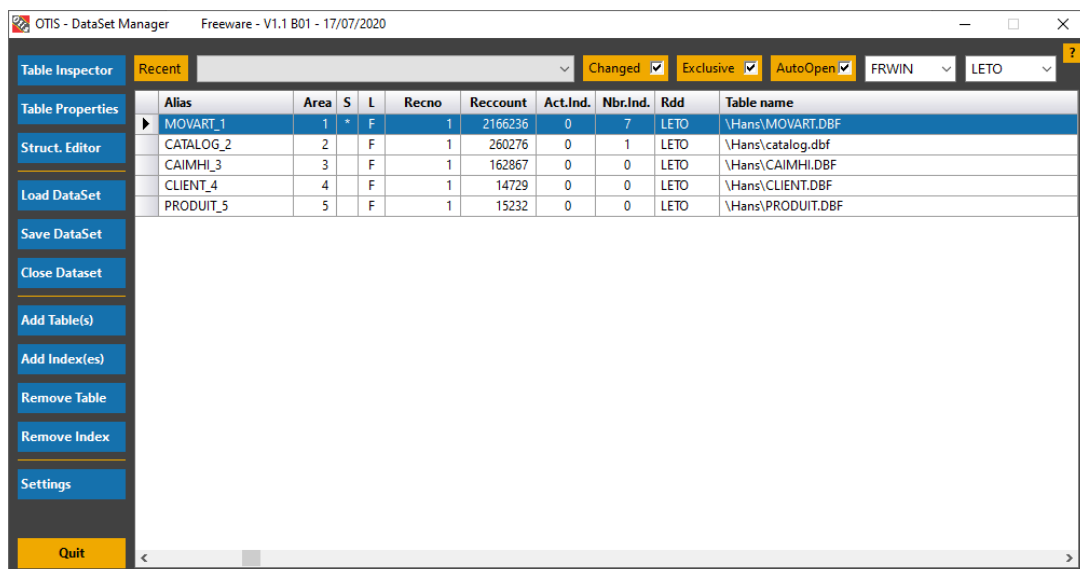 OTIS - DataSet Manager Freeware - V1.1 B01 - 17/07/2020
?
Table Inspector Recent Changed Exclusive AutoOpen FRWIN LETO
Table Properties
Struct. Editor
Load DataSet
Save DataSet
Close Dataset
Add Table(s)
Add Index(es)
Remove Table
Remove Index
Settings
Quit
Alias Area S L Recno Reccount Act.Ind. Nbr.Ind. Rdd Table name
MOVART_1 1 * F 1 2166236 0 7 LETO \Hans\MOVART.DBF
CATALOG_2 2 F 1 260276 0 1 LETO \Hans\catalog.dbf
CAIMHI_3 3 F 1 162867 0 0 LETO \Hans\CAIMHI.DBF
CLIENT_4 4 F 1 14729 0 0 LETO \Hans\CLIENT.DBF
PRODUIT_5 5 F 1 15232 0 0 LETO \Hans\PRODUIT.DBF